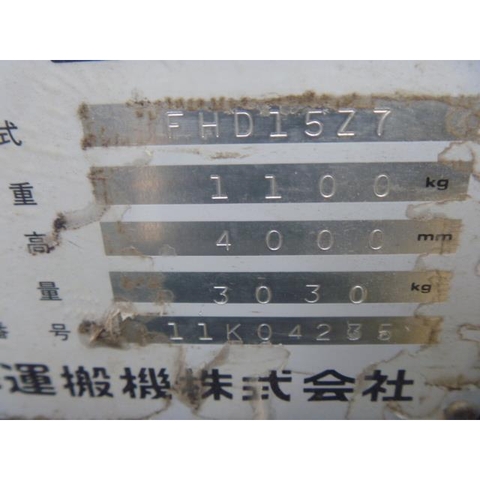 式 FHD15Z7
重 1100 kg
高 4000 mm
量 3030 kg
番号
運搬機株式会社